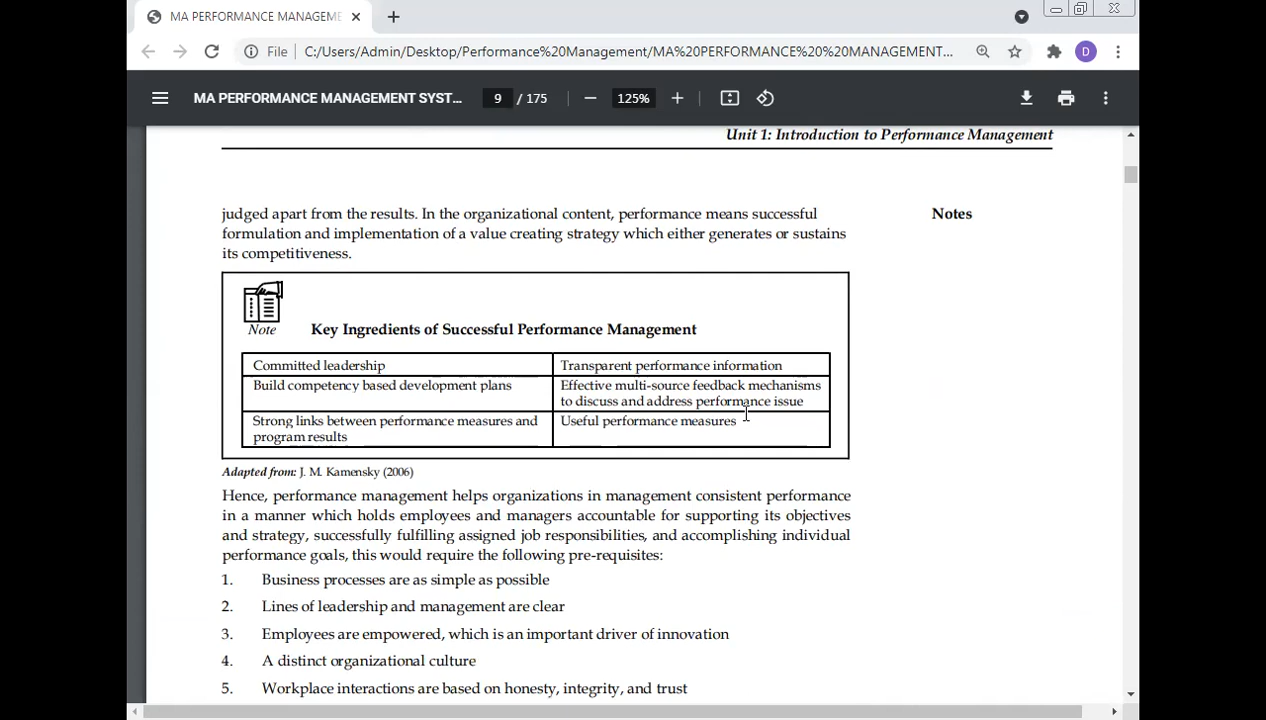 MA PERFORMANCE MANAGEME
File C:/Users/Admin/Desktop/Performance%20Management/MA%20PERFORMANCE%20%20MANAGEMENT... D
MA PERFORMANCE MANAGEMENT SYST... 9 / 175 125%
Unit 1: Introduction to Performance Management
judged apart from the results. In the organizational content, performance means successful Notes
formulation and implementation of a value creating strategy which either generates or sustains
its competitiveness.
Note Key Ingredients of Successful Performance Management
Committed leadership Transparent performance information
Build competency based development plans Effective multi-source feedback mechanisms
to discuss and address performance issue
Strong links between performance measures and Useful performance measures
program results
Adapted from: J. M. Kamensky (2006)
Hence, performance management helps organizations in management consistent performance
in a manner which holds employees and managers accountable for supporting its objectives
and strategy, successfully fulfilling assigned job responsibilities, and accomplishing individual
performance goals, this would require the following pre-requisites:
1. Business processes are as simple as possible
2. Lines of leadership and management are clear
3. Employees are empowered, which is an important driver of innovation
4. A distinct organizational culture
5. Workplace interactions are based on honesty, integrity, and trust